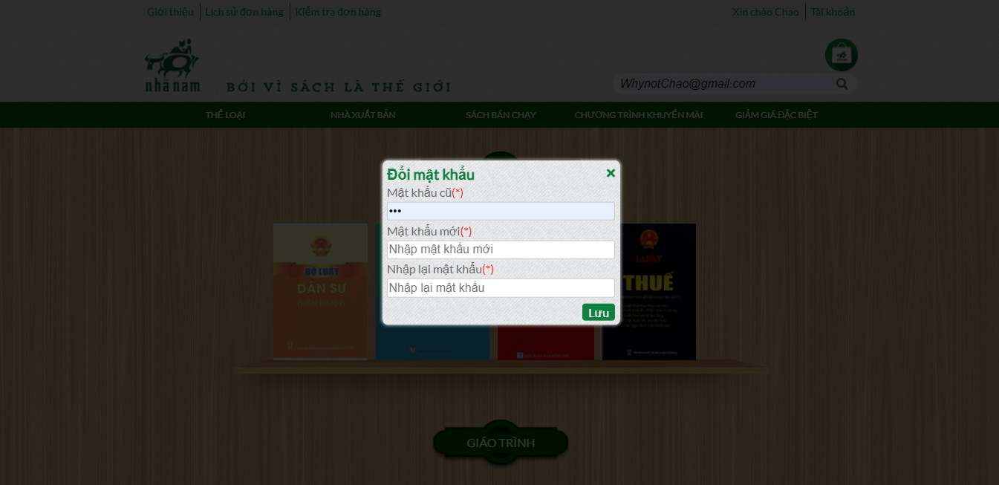 Giới thiệu Lịch sử đơn hàng Kiểm tra đơn hàng Xin chào Chao Tài khoản
nhã nam BỞI VÌ SÁCH LÀ THẾ GIỚI
WhynotChao@gmail.com
THỂ LOẠI NHÀ XUẤT BẢN SÁCH BÁN CHẠY CHƯƠNG TRÌNH KHUYẾN MÃI GIẢM GIÁ ĐẶC BIỆT
Đổi mật khẩu
Mật khẩu cũ(*)
•••
Mật khẩu mới(*)
Nhập mật khẩu mới
Nhập lại mật khẩu(*)
Nhập lại mật khẩu
Lưu
BỘ LUẬT
DÂN SỰ
(HIỆN HÀNH)
LUẬT
THUẾ
GIÁO TRÌNH